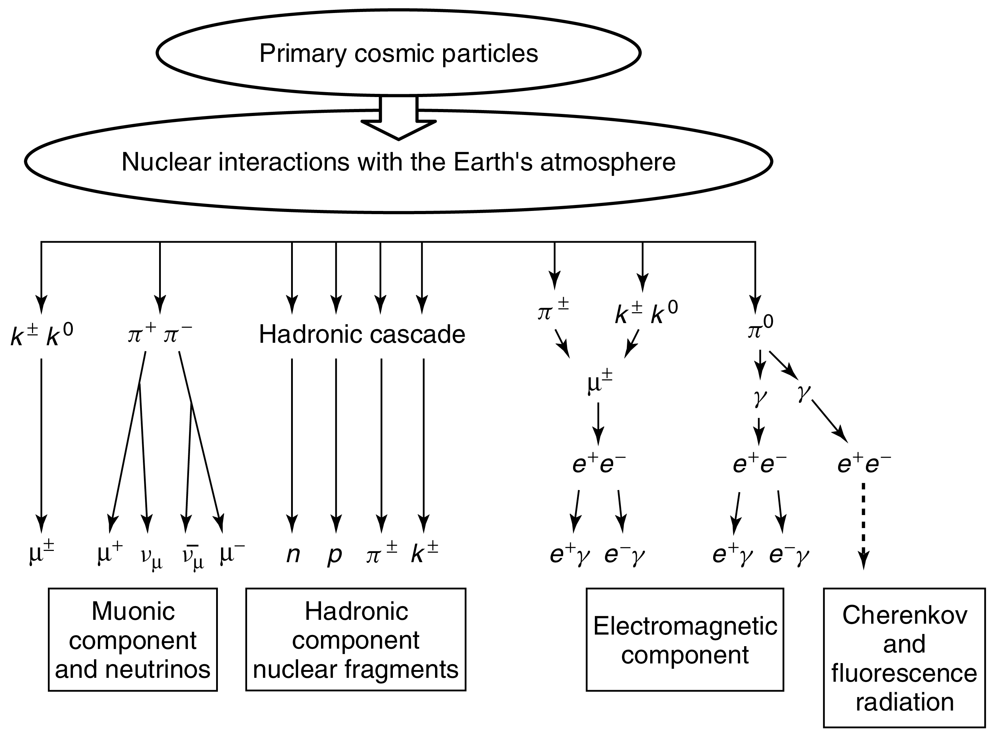 Primary cosmic particles
Nuclear interactions with the Earth's atmosphere
π± k± k⁰
k± k⁰ π⁺ π⁻ Hadronic cascade π⁰
μ±
γ γ
e⁺e⁻ e⁺e⁻ e⁺e⁻
μ± μ⁺ νμ ν̄μ μ⁻ n p π± k± e⁺γ e⁻γ e⁺γ e⁻γ
Muonic
component
and neutrinos
Hadronic
component
nuclear fragments
Electromagnetic
component
Cherenkov
and
fluorescence
radiation